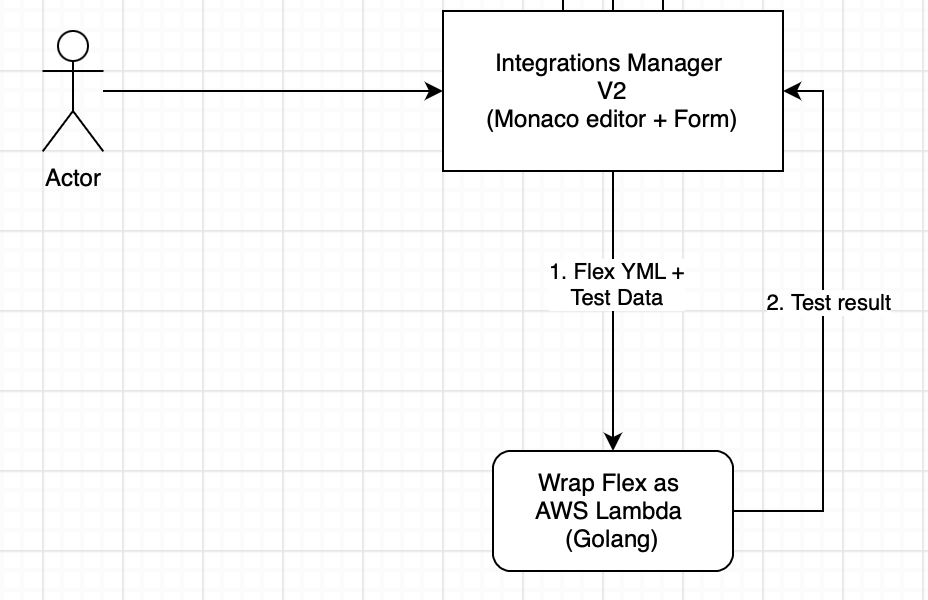 Integrations Manager
V2
(Monaco editor + Form)
Actor
1. Flex YML +
Test Data
2. Test result
Wrap Flex as
AWS Lambda
(Golang)